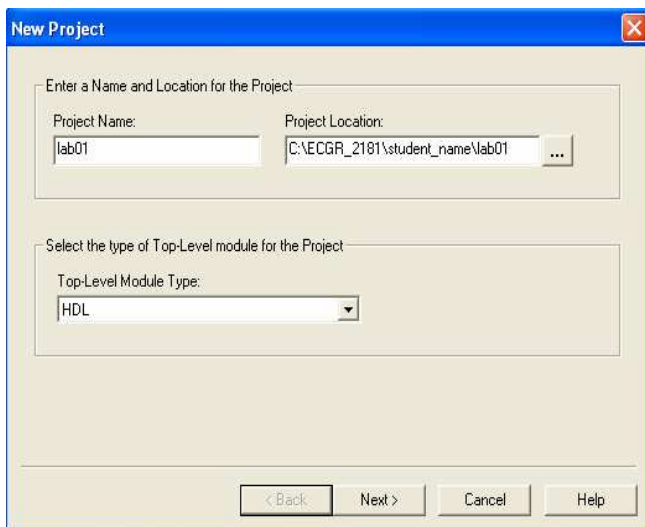 New Project
Enter a Name and Location for the Project
Project Name:
Project Location:
lab01
C:\ECGR_2181\student_name\lab01
...
Select the type of Top-Level module for the Project
Top-Level Module Type:
HDL
< Back
Next >
Cancel
Help